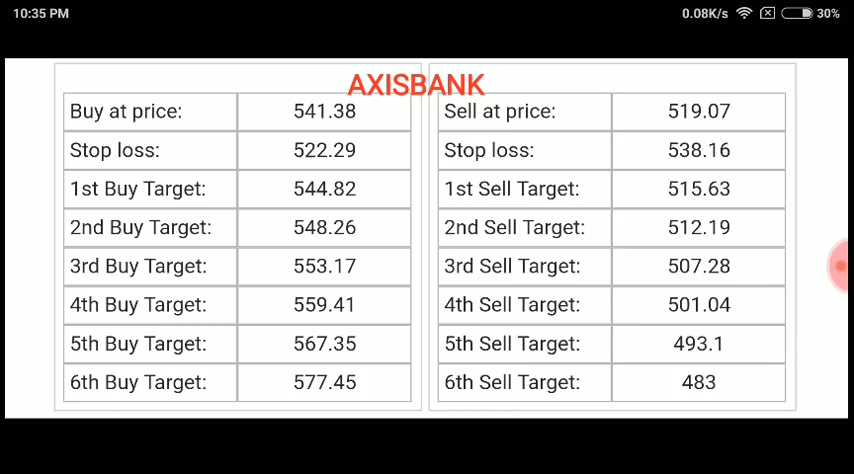 10:35 PM 0.08K/s 30%
AXISBANK
Buy at price: 541.38 Sell at price: 519.07
Stop loss: 522.29 Stop loss: 538.16
1st Buy Target: 544.82 1st Sell Target: 515.63
2nd Buy Target: 548.26 2nd Sell Target: 512.19
3rd Buy Target: 553.17 3rd Sell Target: 507.28
4th Buy Target: 559.41 4th Sell Target: 501.04
5th Buy Target: 567.35 5th Sell Target: 493.1
6th Buy Target: 577.45 6th Sell Target: 483